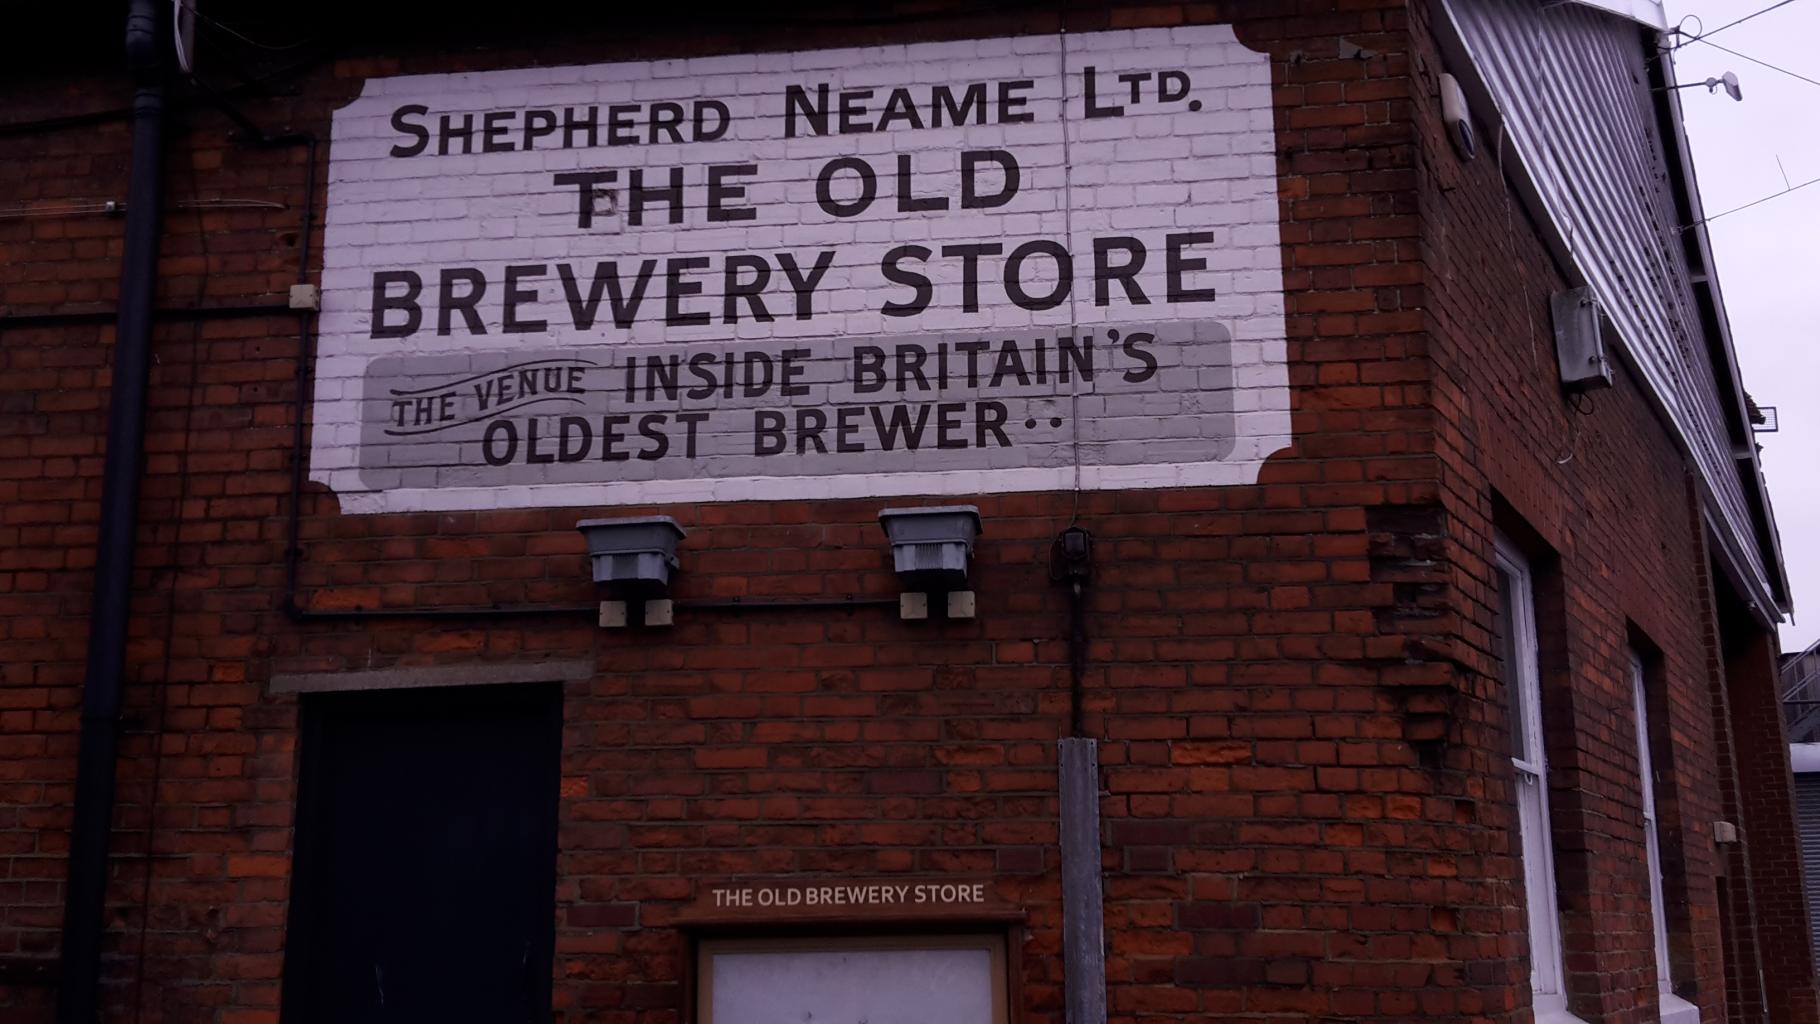 SHEPHERD NEAME LTD.
THE OLD
BREWERY STORE
THE VENUE INSIDE BRITAIN'S
OLDEST BREWER..
THE OLD BREWERY STORE